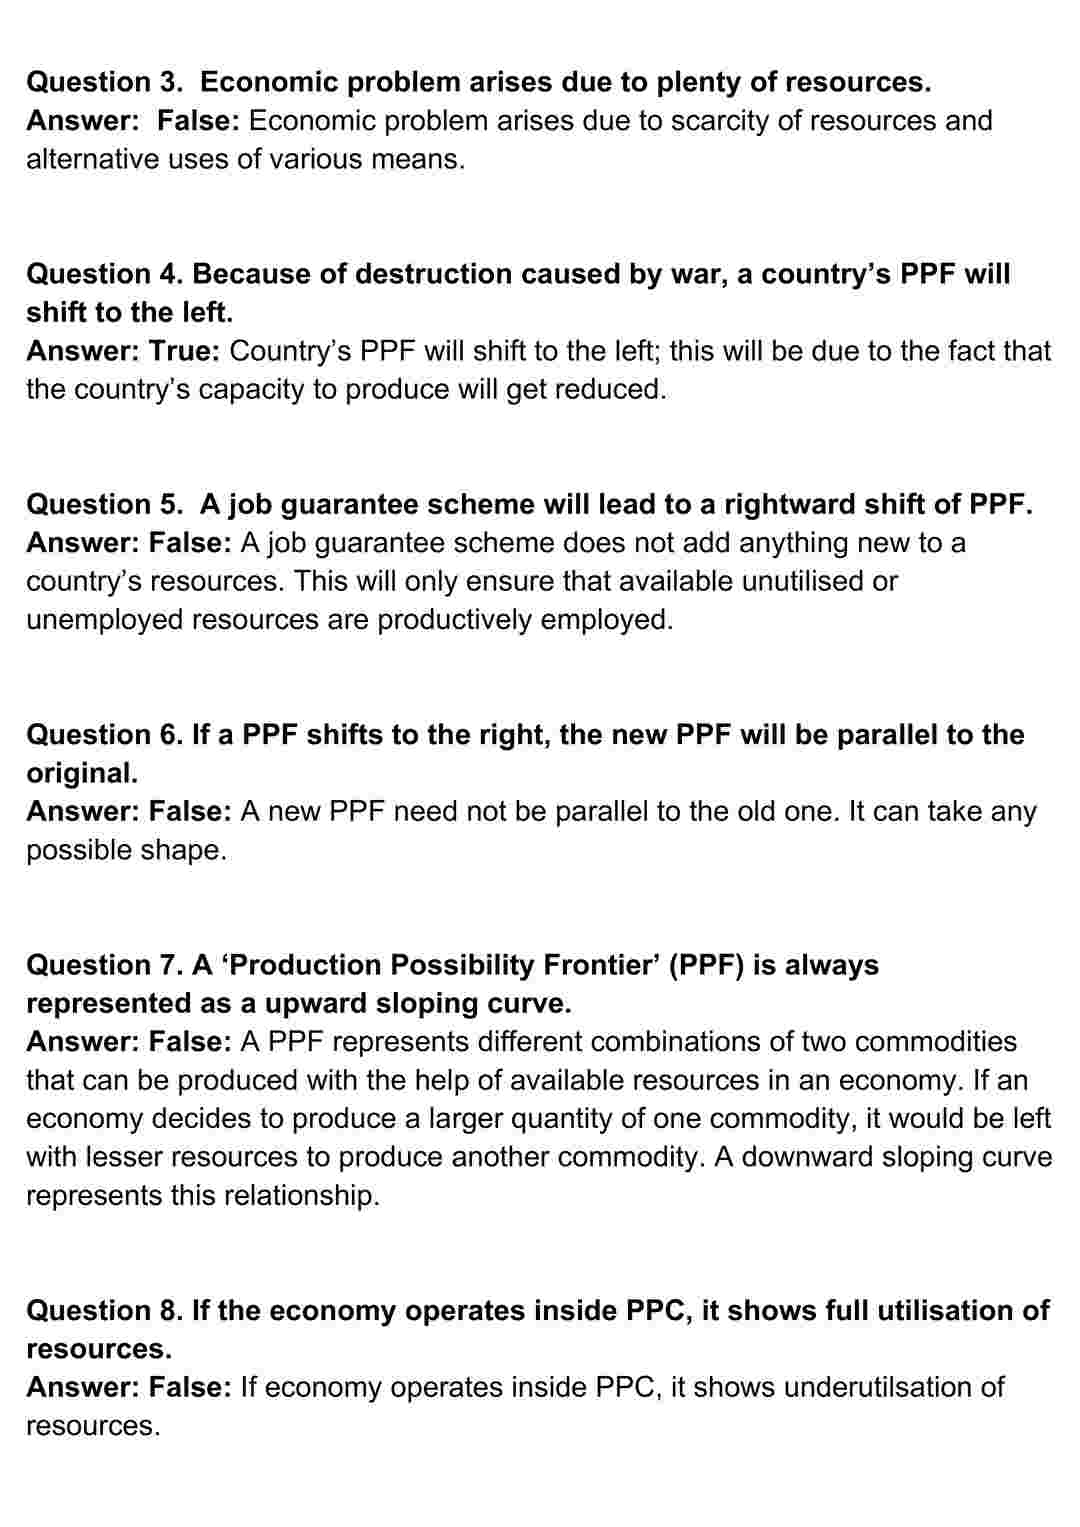 Question 3.  Economic problem arises due to plenty of resources.
Answer:  False: Economic problem arises due to scarcity of resources and
alternative uses of various means.
Question 4. Because of destruction caused by war, a country’s PPF will
shift to the left.
Answer: True: Country’s PPF will shift to the left; this will be due to the fact that
the country’s capacity to produce will get reduced.
Question 5.  A job guarantee scheme will lead to a rightward shift of PPF.
Answer: False: A job guarantee scheme does not add anything new to a
country’s resources. This will only ensure that available unutilised or
unemployed resources are productively employed.
Question 6. If a PPF shifts to the right, the new PPF will be parallel to the
original.
Answer: False: A new PPF need not be parallel to the old one. It can take any
possible shape.
Question 7. A ‘Production Possibility Frontier’ (PPF) is always
represented as a upward sloping curve.
Answer: False: A PPF represents different combinations of two commodities
that can be produced with the help of available resources in an economy. If an
economy decides to produce a larger quantity of one commodity, it would be left
with lesser resources to produce another commodity. A downward sloping curve
represents this relationship.
Question 8. If the economy operates inside PPC, it shows full utilisation of
resources.
Answer: False: If economy operates inside PPC, it shows underutilsation of
resources.